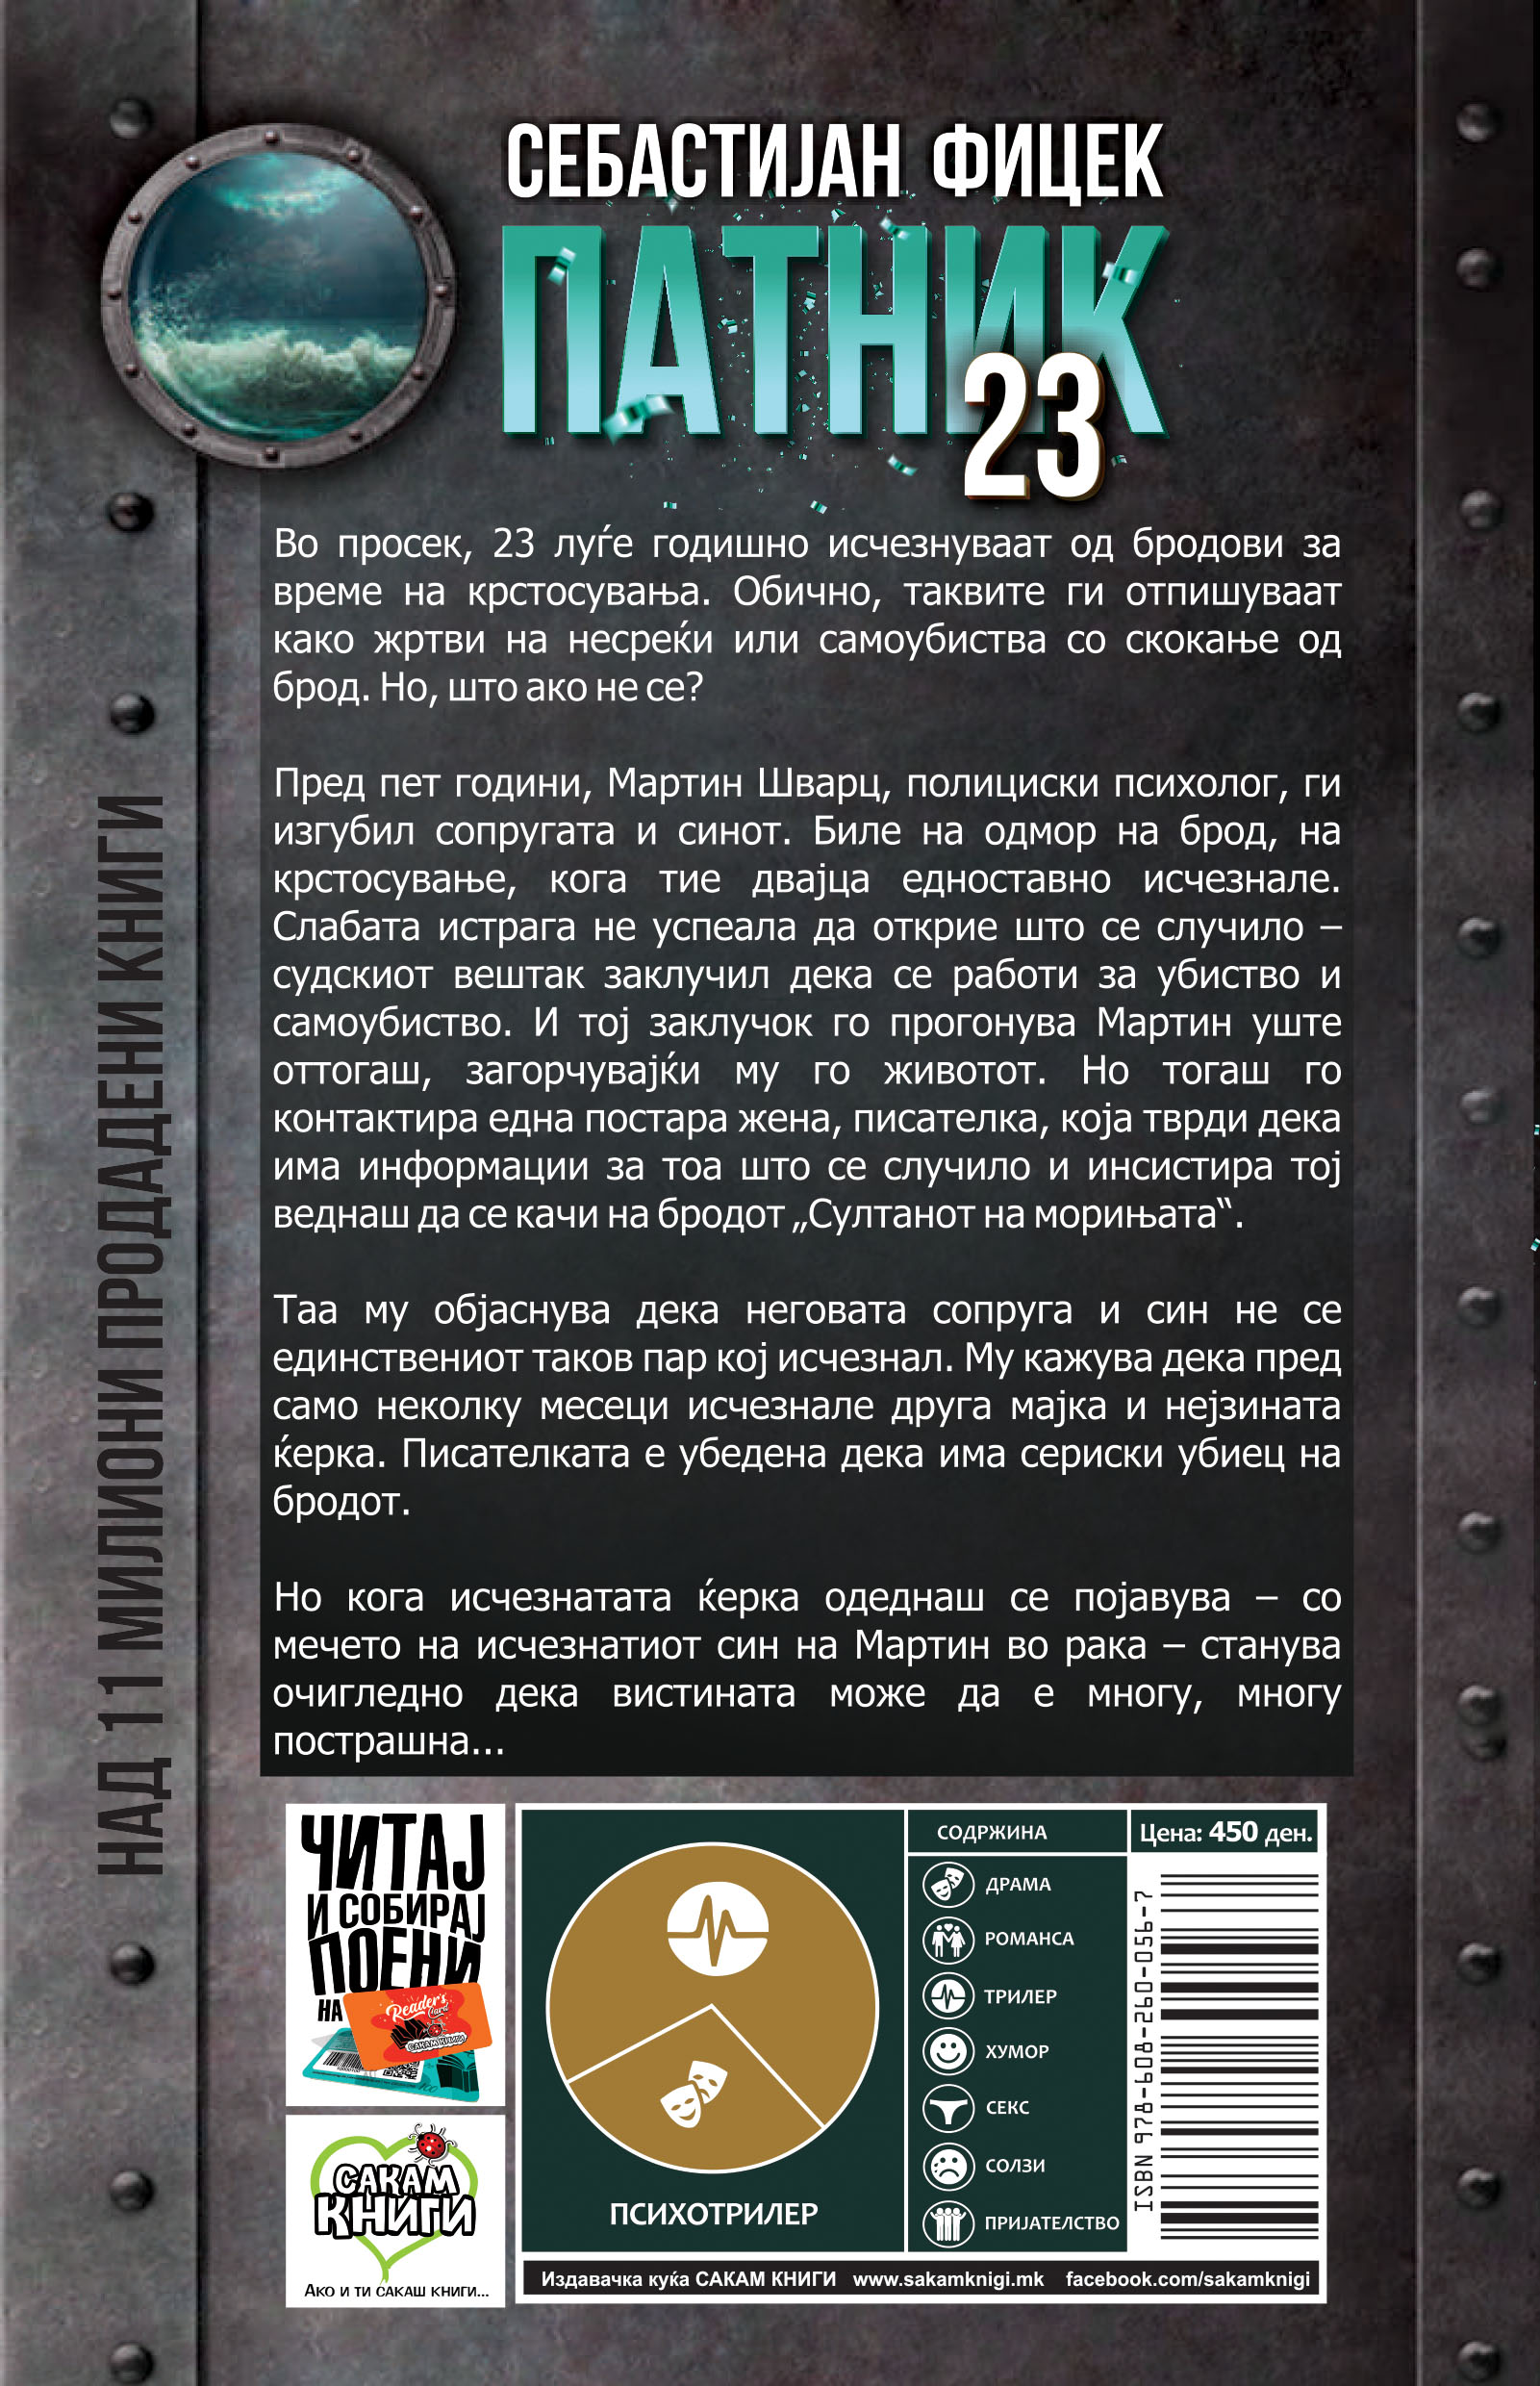 СЕБАСТИЈАН ФИЦЕК
ПАТНИК
23
Во просек, 23 луѓе годишно исчезнуваат од бродови за
време на крстосувања. Обично, таквите ги отпишуваат
како жртви на несреќи или самоубиства со скокање од
брод. Но, што ако не се?
Пред пет години, Мартин Шварц, полициски психолог, ги
изгубил сопругата и синот. Биле на одмор на брод, на
крстосување, кога тие двајца едноставно исчезнале.
Слабата истрага не успеала да открие што се случило –
судскиот вештак заклучил дека се работи за убиство и
самоубиство. И тој заклучок го прогонува Мартин уште
оттогаш, загорчувајќи му го животот. Но тогаш го
контактира една постара жена, писателка, која тврди дека
има информации за тоа што се случило и инсистира тој
веднаш да се качи на бродот „Султанот на морињата“.
Таа му објаснува дека неговата сопруга и син не се
единствениот таков пар кој исчезнал. Му кажува дека пред
само неколку месеци исчезнале друга мајка и нејзината
ќерка. Писателката е убедена дека има сериски убиец на
бродот.
Но кога исчезнатата ќерка одеднаш се појавува – со
мечето на исчезнатиот син на Мартин во рака – станува
очигледно дека вистината може да е многу, многу
пострашна...
НАД 11 МИЛИОНИ ПРОДАДЕНИ КНИГИ
ЧИТАЈ
И СОБИРАЈ
ПОЕНИ
НА
Reader's
Card
САКАМ КНИГИ
САКАМ
КНИГИ
АКО И ТИ САКАШ КНИГИ...
ПСИХОТРИЛЕР
СОДРЖИНА
ДРАМА
РОМАНСА
ТРИЛЕР
ХУМОР
СЕКС
СОЛЗИ
ПРИЈАТЕЛСТВО
Цена: 450 ден.
ISBN 978-608-260-056-7
Издавачка куќа САКАМ КНИГИ www.sakamknigi.mk facebook.com/sakamknigi